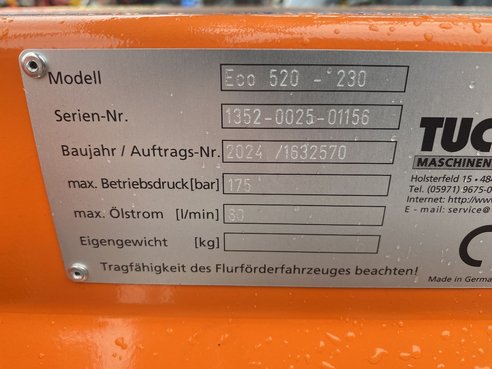 Modell Eco 520 - 230
Serien-Nr. 1352-0025-01156
Baujahr / Auftrags-Nr. 2024 /1632570
max. Betriebsdruck[bar] 175
max. Ölstrom [l/min] 80
Eigengewicht [kg]
Tragfähigkeit des Flurförderfahrzeuges beachten!
TUC
MASCHINEN
Holsterfeld 15 • 484
Tel. (05971) 9675-0
Internet: http://www
E - mail: service@
Made in German